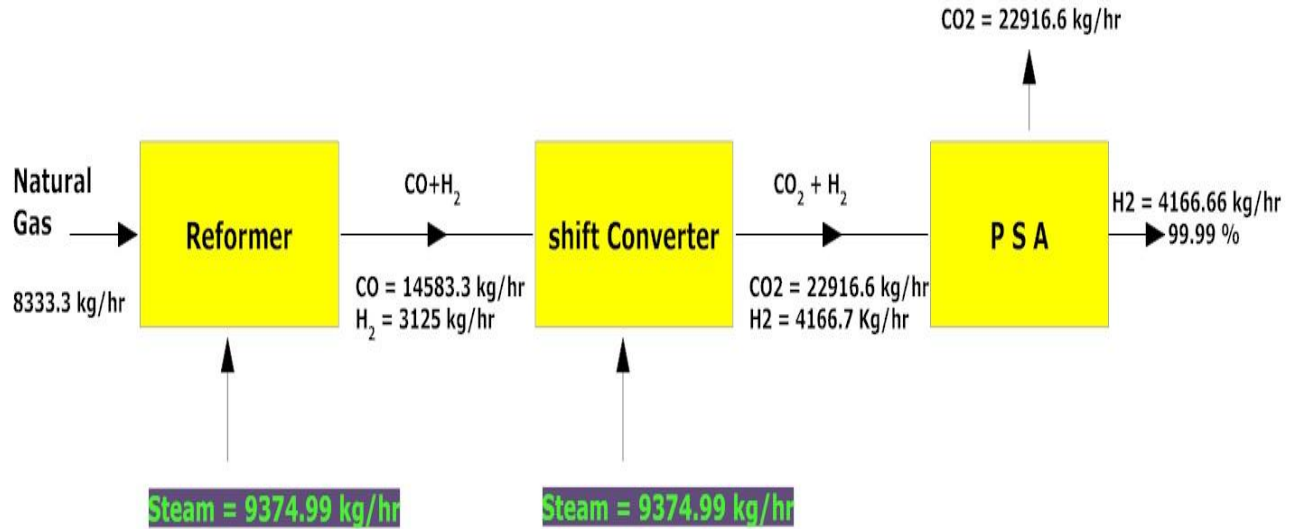 CO2 = 22916.6 kg/hr
Natural
Gas
8333.3 kg/hr
Reformer
CO+H₂
CO = 14583.3 kg/hr
H₂ = 3125 kg/hr
shift Converter
CO₂ + H₂
CO2 = 22916.6 kg/hr
H2 = 4166.7 Kg/hr
P S A
H2 = 4166.66 kg/hr
99.99 %
Steam = 9374.99 kg/hr
Steam = 9374.99 kg/hr